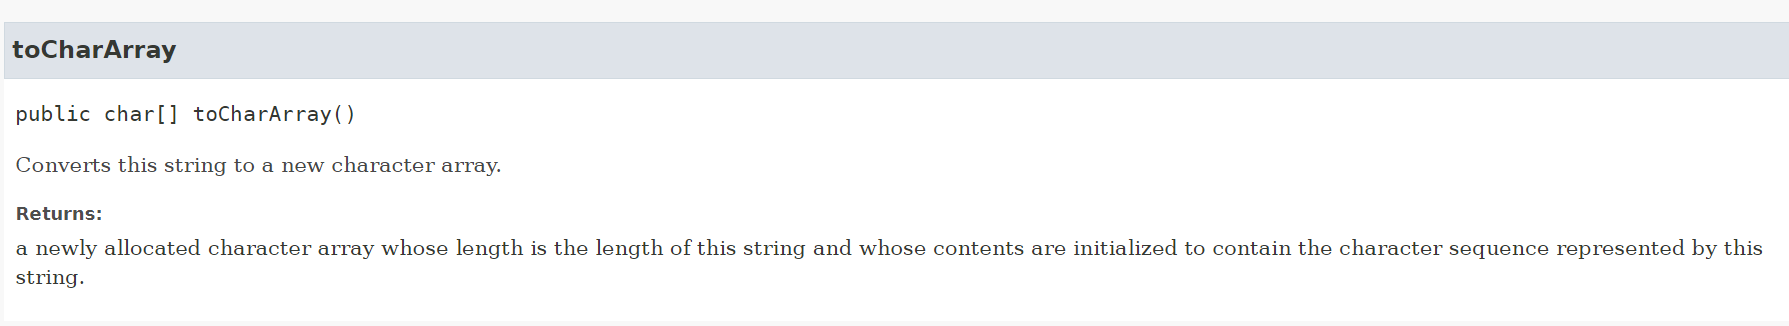 toCharArray
public char[] toCharArray()
Converts this string to a new character array.
Returns:
a newly allocated character array whose length is the length of this string and whose contents are initialized to contain the character sequence represented by this
string.